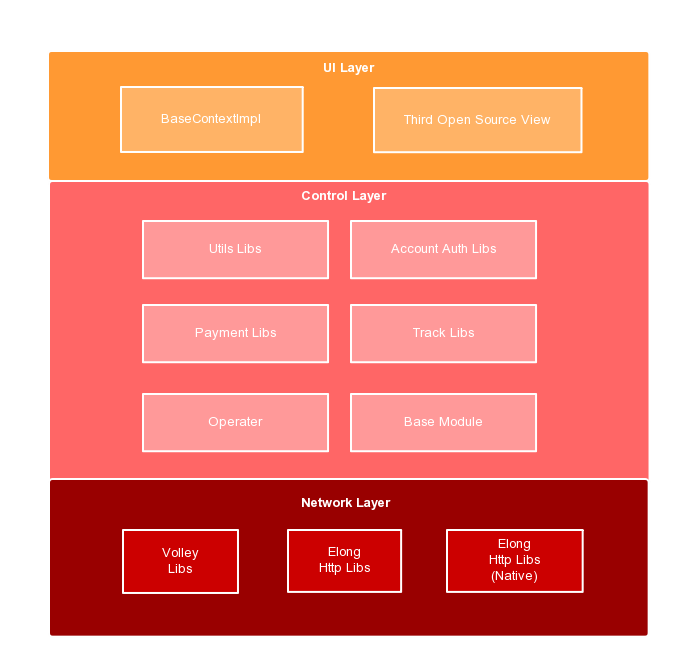 UI Layer
BaseContextImpl
Third Open Source View
Control Layer
Utils Libs
Account Auth Libs
Payment Libs
Track Libs
Operater
Base Module
Network Layer
Volley
Libs
Elong
Http Libs
Elong
Http Libs
(Native)